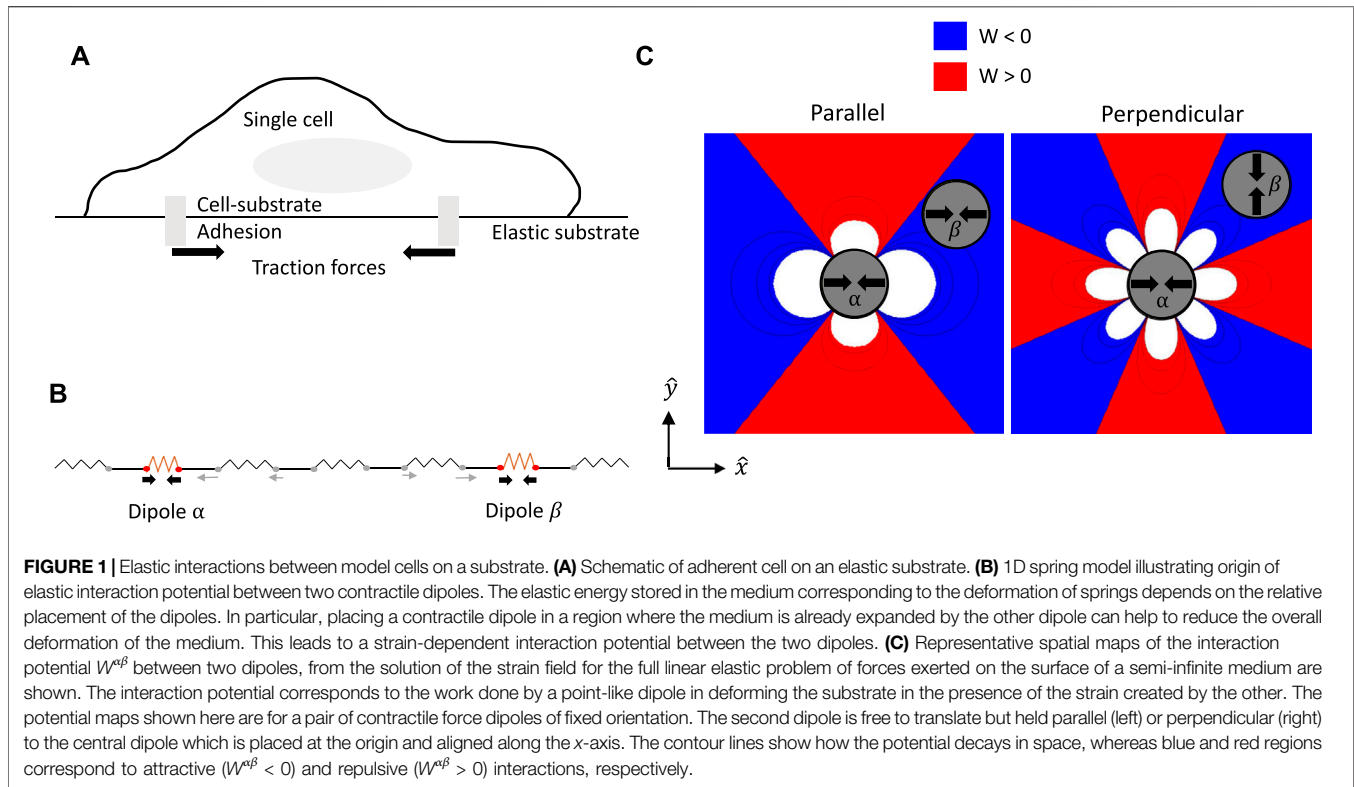 A
Single cell
Cell-substrate
Adhesion
Elastic substrate
Traction forces
B
Dipole α
Dipole β
C
W < 0
W > 0
Parallel
Perpendicular
β
α
β
α
ŷ
x̂
FIGURE 1 | Elastic interactions between model cells on a substrate. (A) Schematic of adherent cell on an elastic substrate. (B) 1D spring model illustrating origin of
elastic interaction potential between two contractile dipoles. The elastic energy stored in the medium corresponding to the deformation of springs depends on the relative
placement of the dipoles. In particular, placing a contractile dipole in a region where the medium is already expanded by the other dipole can help to reduce the overall
deformation of the medium. This leads to a strain-dependent interaction potential between the two dipoles. (C) Representative spatial maps of the interaction
potential Wᵅᵝ between two dipoles, from the solution of the strain field for the full linear elastic problem of forces exerted on the surface of a semi-infinite medium are
shown. The interaction potential corresponds to the work done by a point-like dipole in deforming the substrate in the presence of the strain created by the other. The
potential maps shown here are for a pair of contractile force dipoles of fixed orientation. The second dipole is free to translate but held parallel (left) or perpendicular (right)
to the central dipole which is placed at the origin and aligned along the x-axis. The contour lines show how the potential decays in space, whereas blue and red regions
correspond to attractive (Wᵅᵝ < 0) and repulsive (Wᵅᵝ > 0) interactions, respectively.